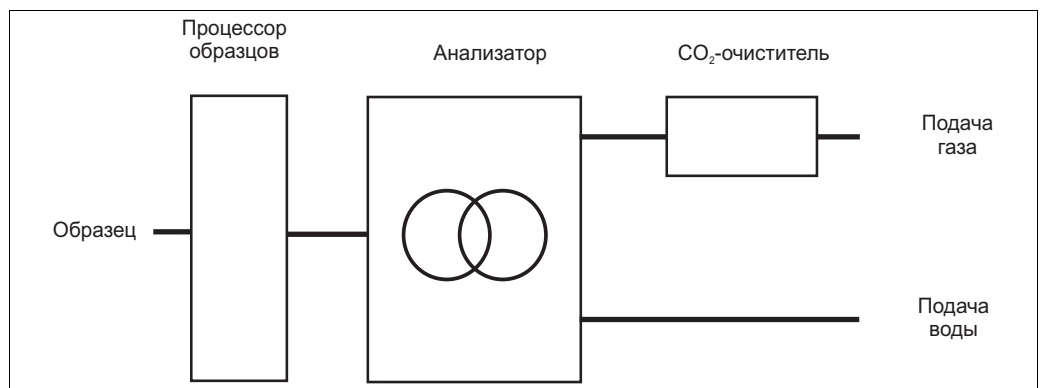 Процессор
образцов
Анализатор
CO₂-очиститель
Подача
газа
Образец
Подача
воды